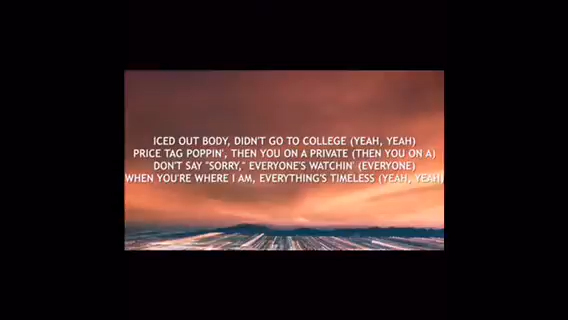 ICED OUT BODY, DIDN'T GO TO COLLEGE (YEAH, YEAH)
PRICE TAG POPPIN', THEN YOU ON A PRIVATE (THEN YOU ON A)
DON'T SAY "SORRY," EVERYONE'S WATCHIN' (EVERYONE)
WHEN YOU'RE WHERE I AM, EVERYTHING'S TIMELESS (YEAH, YEAH)